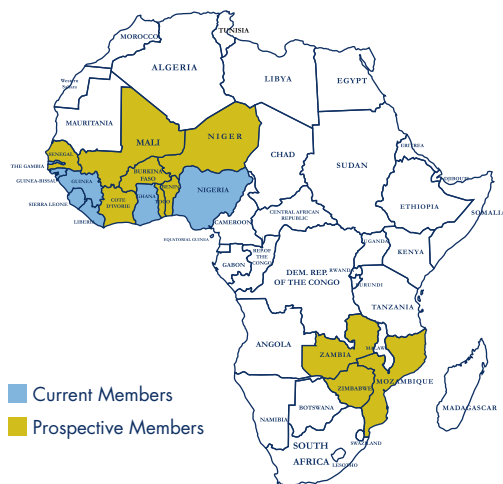 MOROCCO
TUNISIA
ALGERIA
LIBYA
EGYPT
Western
Sahara
MAURITANIA
MALI
NIGER
CHAD
SUDAN
ERITREA
DJIBOUTI
SENEGAL
THE GAMBIA
GUINEA-BISSAU
GUINEA
SIERRA LEONE
LIBERIA
COTE
D'IVORIE
BURKINA
FASO
GHANA
TOGO
BENIN
NIGERIA
CAMEROON
CENTRAL AFRICAN
REPUBLIC
ETHIOPIA
SOMALIA
EQUATORIAL GUINEA
GABON
REP OF
THE
CONGO
DEM. REP.
OF THE CONGO
UGANDA
KENYA
RWANDA
BURUNDI
TANZANIA
ANGOLA
ZAMBIA
MALAWI
MOZAMBIQUE
ZIMBABWE
MADAGASCAR
NAMIBIA
BOTSWANA
SOUTH
AFRICA
SWAZILAND
LESOTHO
Current Members
Prospective Members